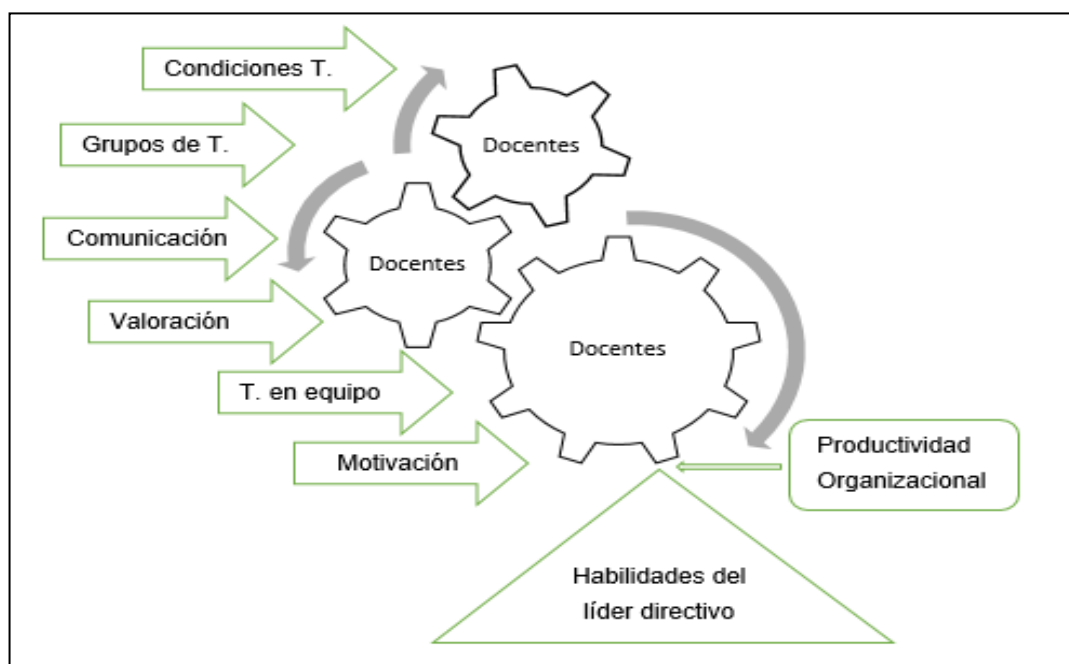 Condiciones T.
Grupos de T.
Comunicación
Valoración
T. en equipo
Motivación
Docentes
Docentes
Docentes
Productividad
Organizacional
Habilidades del
líder directivo